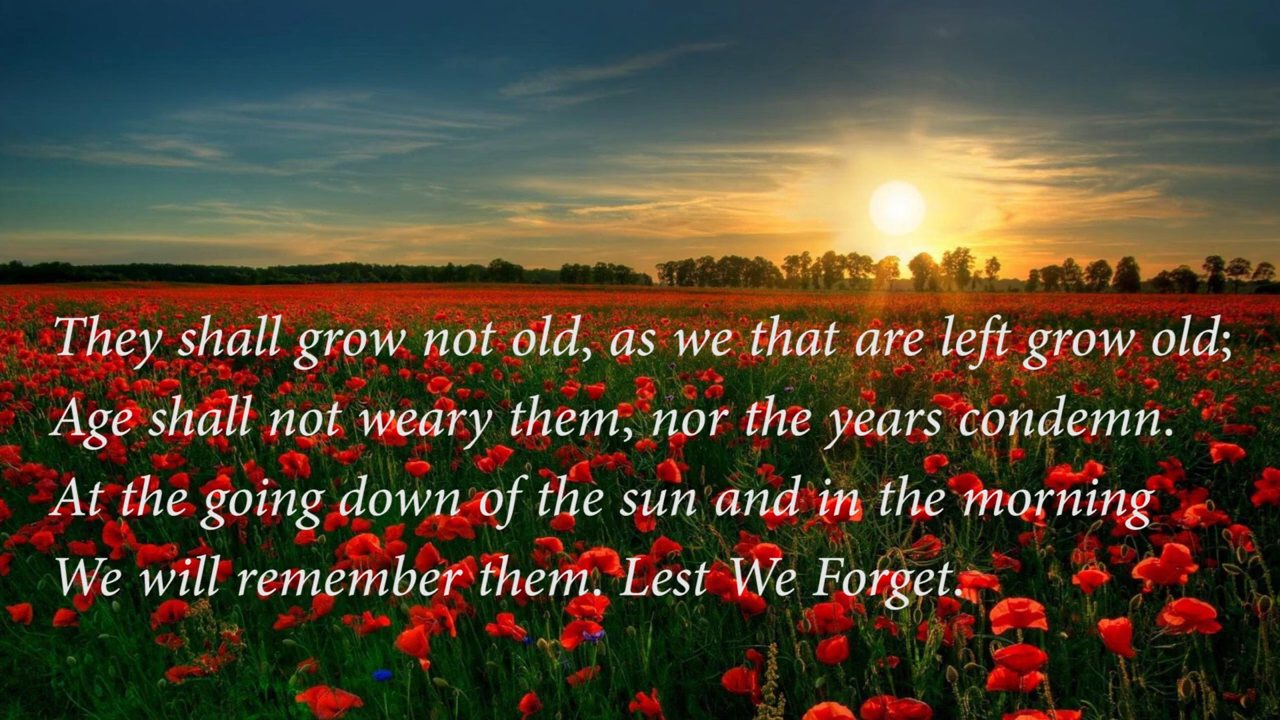 They shall grow not old, as we that are left grow old;
Age shall not weary them, nor the years condemn.
At the going down of the sun and in the morning
We will remember them. Lest We Forget.